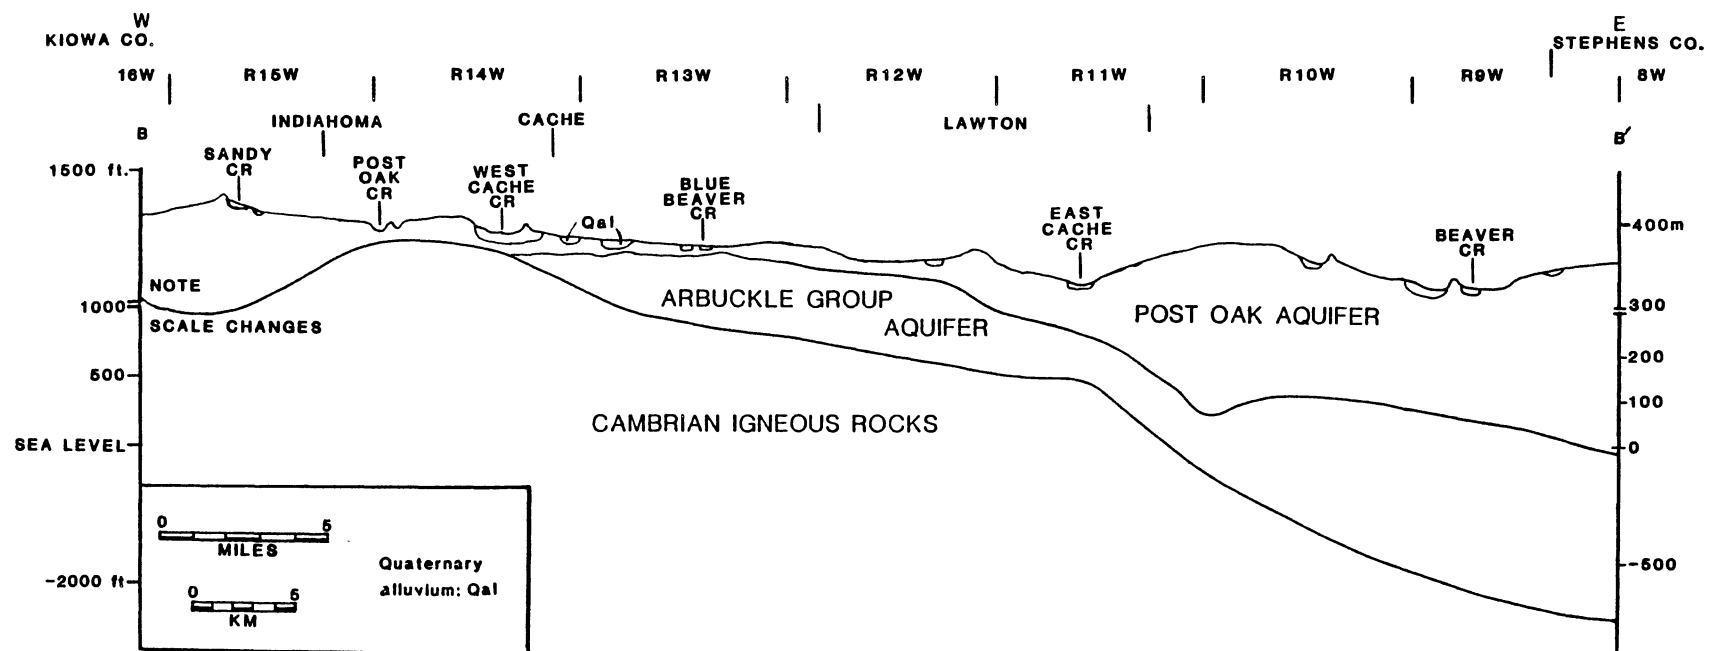 W
KIOWA CO.
E
STEPHENS CO.
16W
R15W
R14W
R13W
R12W
R11W
R10W
R9W
8W
INDIAHOMA
CACHE
LAWTON
B
B′
SANDY
CR
POST
OAK
CR
WEST
CACHE
CR
Qal
BLUE
BEAVER
CR
EAST
CACHE
CR
BEAVER
CR
1500 ft.
400m
NOTE
1000
SCALE CHANGES
300
ARBUCKLE GROUP
AQUIFER
POST OAK AQUIFER
200
500
100
CAMBRIAN IGNEOUS ROCKS
SEA LEVEL
0
-500
-2000 ft
0 5
MILES
0 5
KM
Quaternary
alluvium: Qal